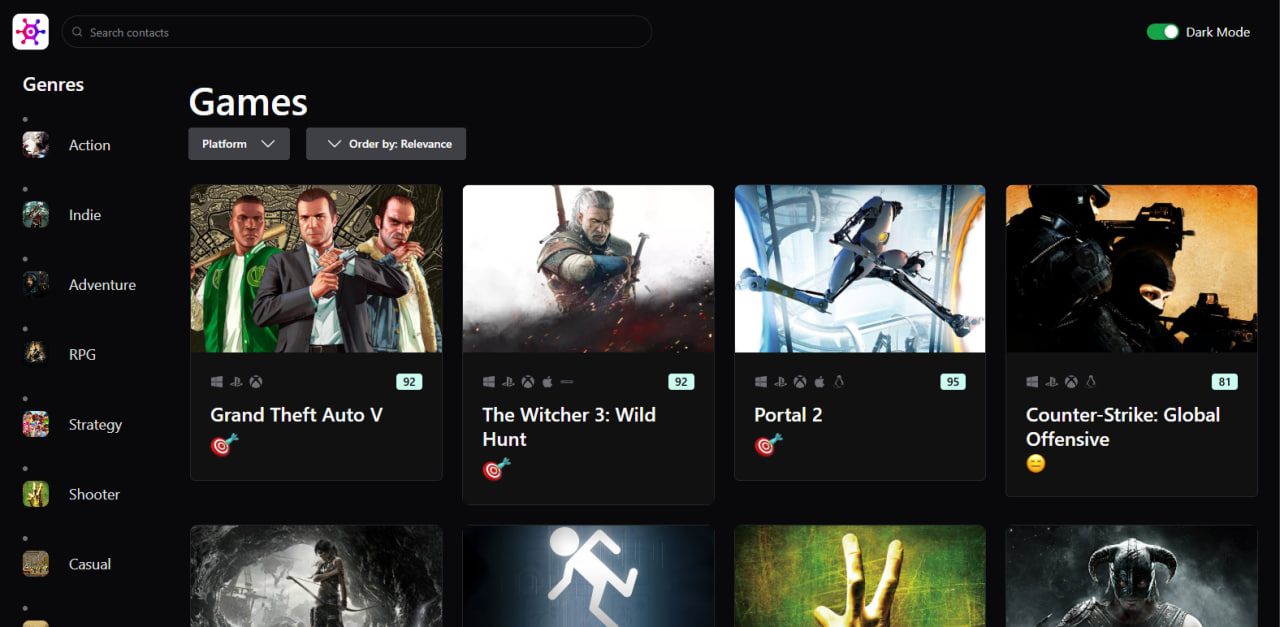 Search contacts
Dark Mode
Genres
Action
Indie
Adventure
RPG
Strategy
Shooter
Casual
Games
Platform
Order by: Relevance
92
Grand Theft Auto V
92
The Witcher 3: Wild
Hunt
95
Portal 2
81
Counter-Strike: Global
Offensive